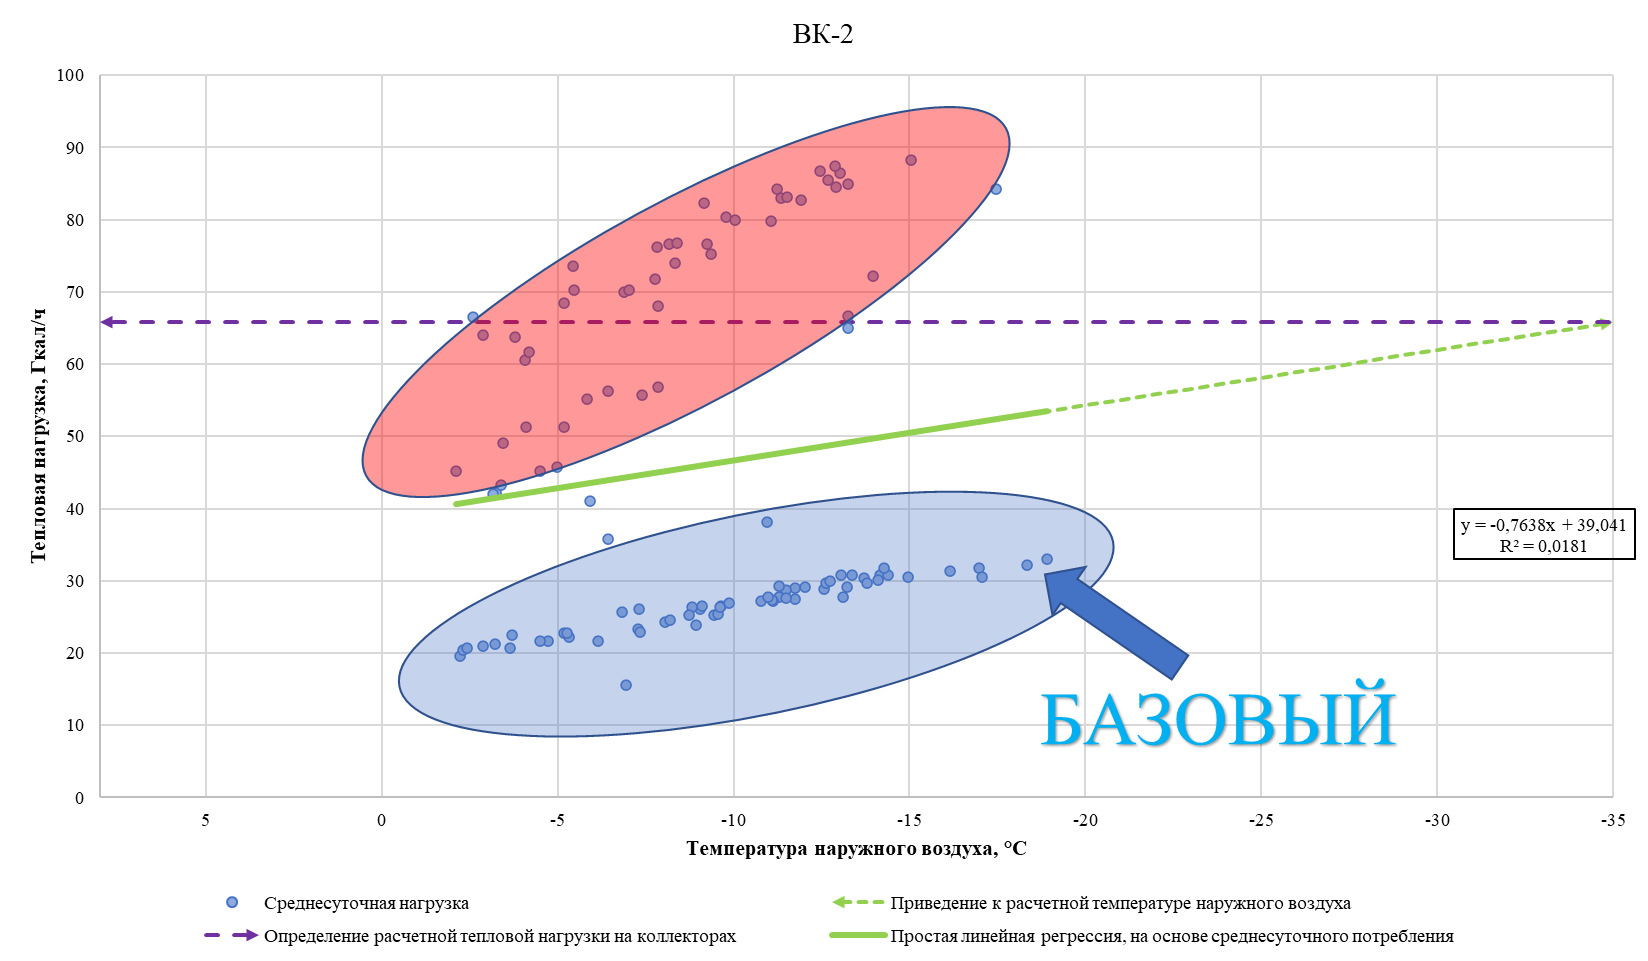 ВК-2
100
90
80
70
60
50
40
30
20
10
0
Тепловая нагрузка, Гкал/ч
y = -0,7638x + 39,041
R² = 0,0181
БАЗОВЫЙ
5 0 -5 -10 -15 -20 -25 -30 -35
Температура наружного воздуха, °С
Среднесуточная нагрузка
Приведение к расчетной температуре наружного воздуха
Определение расчетной тепловой нагрузки на коллекторах
Простая линейная регрессия, на основе среднесуточного потребления